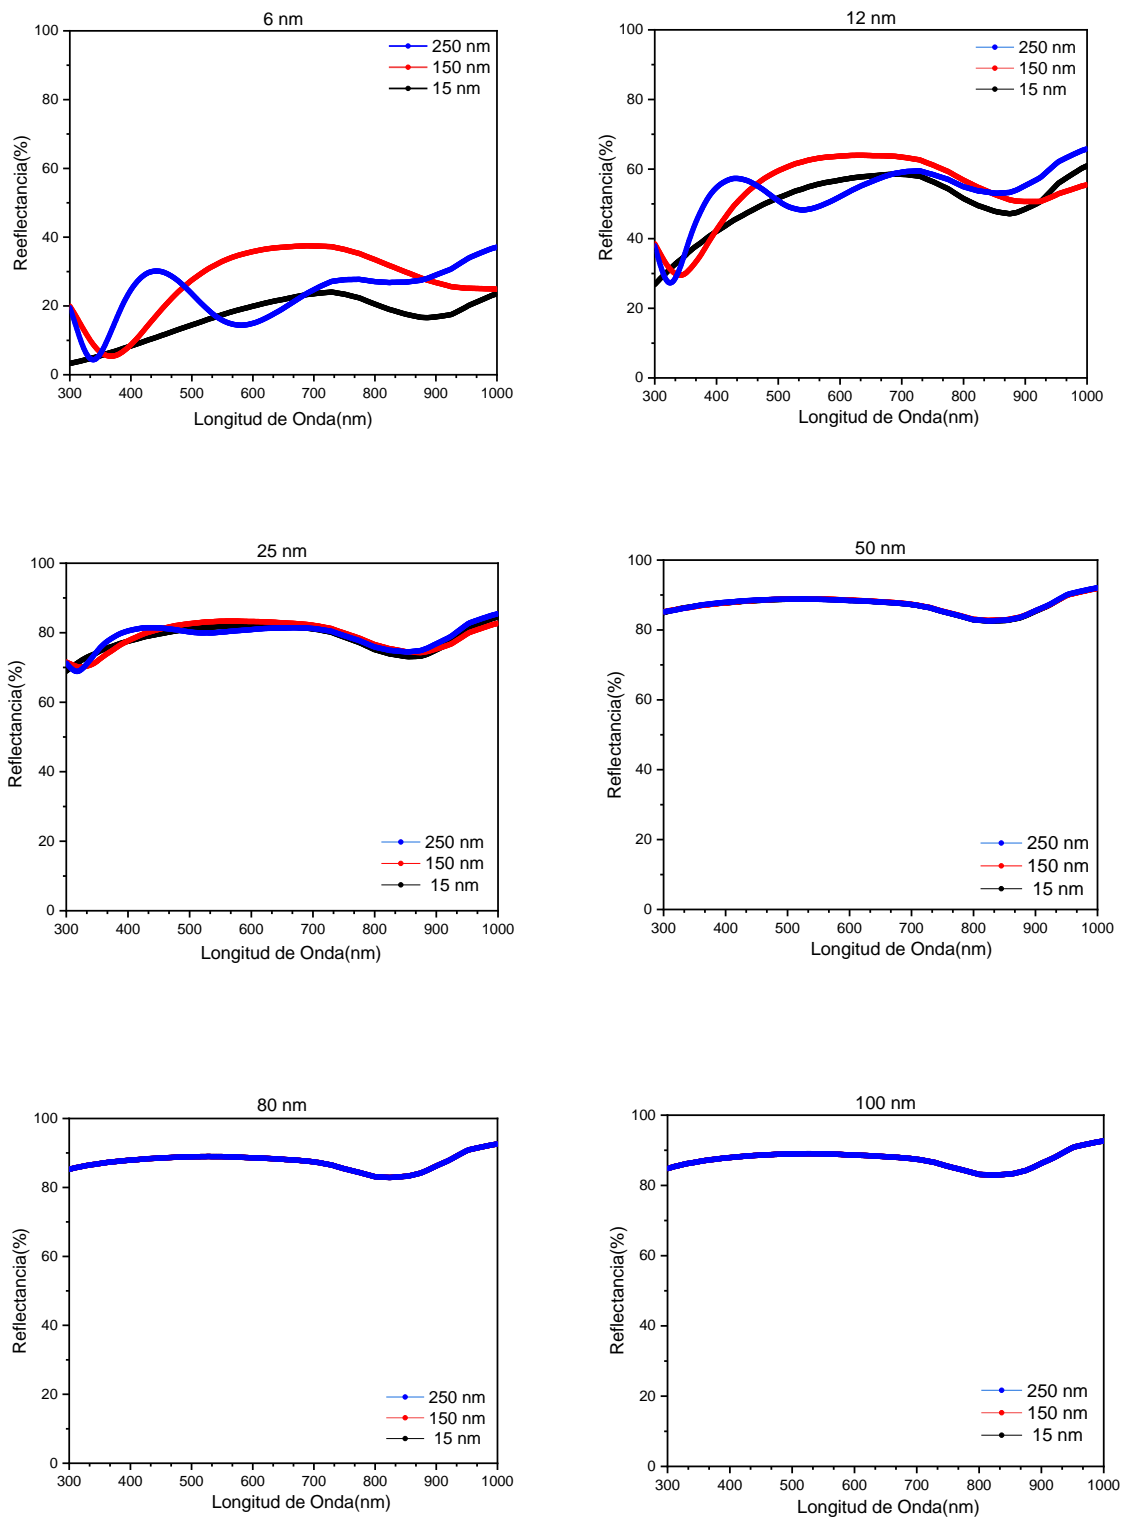 6 nm
100
80
60
40
20
0
Reeflectancia(%)
250 nm
150 nm
15 nm
300 400 500 600 700 800 900 1000
Longitud de Onda(nm)
12 nm
100
80
60
40
20
0
Reflectancia(%)
250 nm
150 nm
15 nm
300 400 500 600 700 800 900 1000
Longitud de Onda(nm)
25 nm
100
80
60
40
20
0
Reflectancia(%)
250 nm
150 nm
15 nm
300 400 500 600 700 800 900 1000
Longitud de Onda(nm)
50 nm
100
80
60
40
20
0
Reflectancia(%)
250 nm
150 nm
15 nm
300 400 500 600 700 800 900 1000
Longitud de Onda(nm)
80 nm
100
80
60
40
20
0
Reflectancia(%)
250 nm
150 nm
15 nm
300 400 500 600 700 800 900 1000
Longitud de Onda(nm)
100 nm
100
80
60
40
20
0
Reflectancia(%)
250 nm
150 nm
15 nm
300 400 500 600 700 800 900 1000
Longitud de Onda(nm)